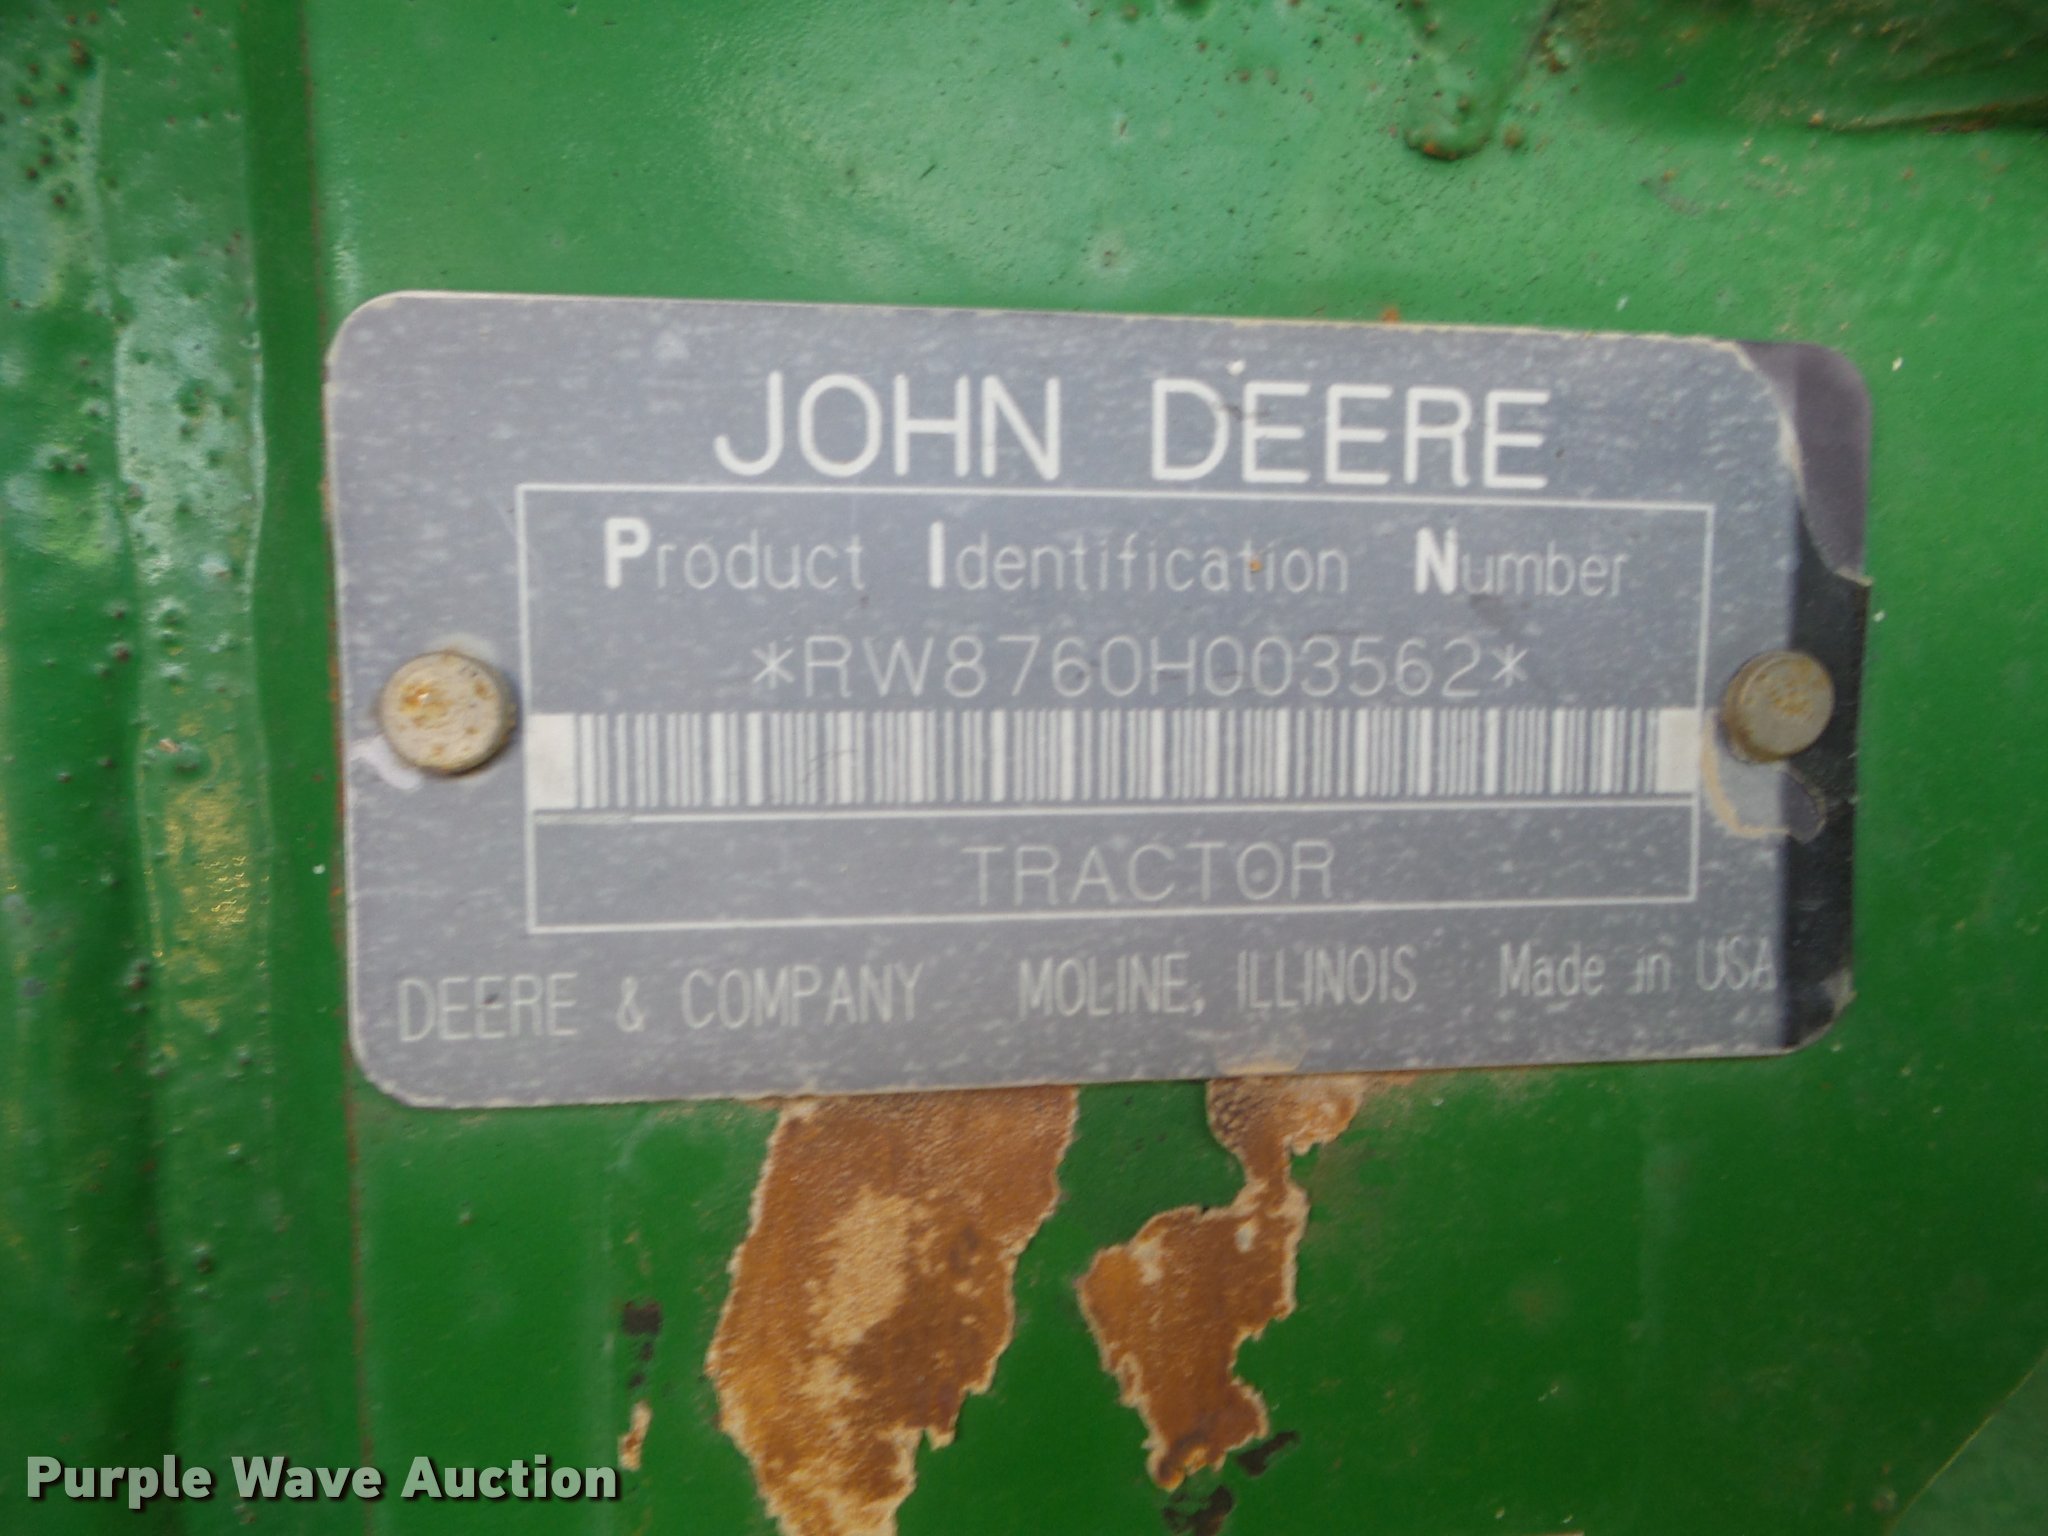 JOHN DEERE
Product Identification Number
*RW8760H003562*
TRACTOR
DEERE & COMPANY MOLINE, ILLINOIS Made in USA
Purple Wave Auction